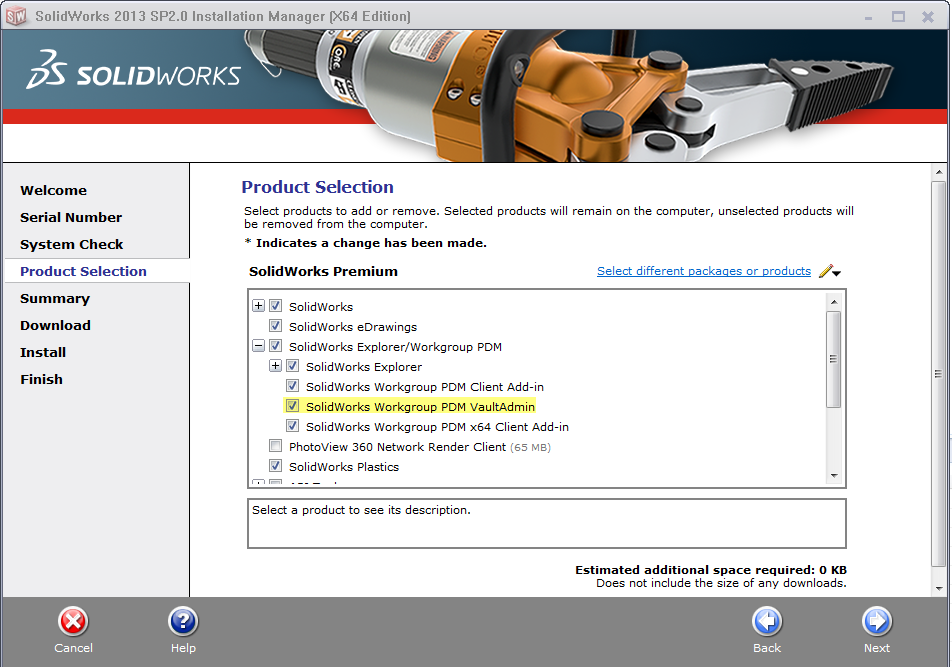 SolidWorks 2013 SP2.0 Installation Manager [X64 Edition]
SOLIDWORKS
Welcome
Serial Number
System Check
Product Selection
Summary
Download
Install
Finish
Product Selection
Select products to add or remove. Selected products will remain on the computer, unselected products will
be removed from the computer.
* Indicates a change has been made.
SolidWorks Premium
Select different packages or products
SolidWorks
SolidWorks eDrawings
SolidWorks Explorer/Workgroup PDM
SolidWorks Explorer
SolidWorks Workgroup PDM Client Add-in
SolidWorks Workgroup PDM VaultAdmin
SolidWorks Workgroup PDM x64 Client Add-in
PhotoView 360 Network Render Client (65 MB)
SolidWorks Plastics
Select a product to see its description.
Estimated additional space required: 0 KB
Does not include the size of any downloads.
Cancel
Help
Back
Next